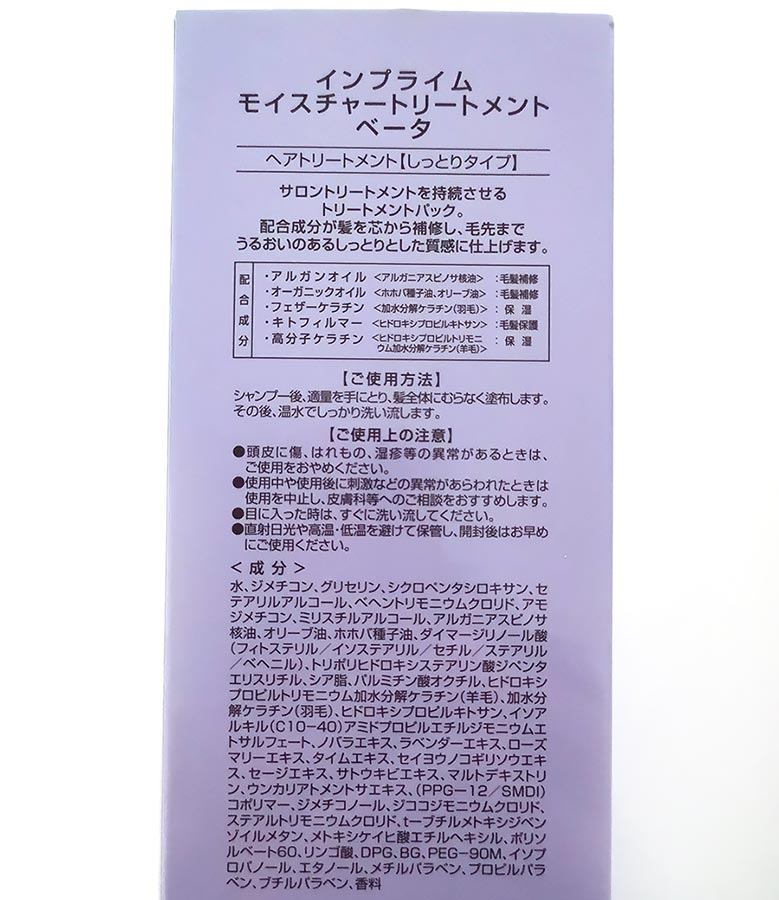 インプライム
モイスチャートリートメント
ベータ
ヘアトリートメント【しっとりタイプ】
サロントリートメントを持続させる
トリートメントパック。
配合成分が髪を芯から補修し、毛先まで
うるおいのあるしっとりとした質感に仕上げます。
配合成分
・アルガンオイル <アルガニアスピノサ核油> :毛髪補修
・オーガニックオイル <ホホバ種子油、オリーブ油> :毛髪補修
・フェザーケラチン <加水分解ケラチン(羽毛)> :保湿
・キトフィルマー <ヒドロキシプロピルキトサン> :毛髪保護
・高分子ケラチン <ヒドロキシプロピルトリモニ
ウム加水分解ケラチン(羊毛)> :保湿
【ご使用方法】
シャンプー後、適量を手にとり、髪全体にむらなく塗布します。
その後、温水でしっかり洗い流します。
【ご使用上の注意】
●頭皮に傷、はれもの、湿疹等の異常があるときは、
ご使用をおやめください。
●使用中や使用後に刺激などの異常があらわれたときは
使用を中止し、皮膚科等へのご相談をおすすめします。
●目に入った時は、すぐに洗い流してください。
●直射日光や高温・低温を避けて保管し、開封後はお早め
にご使用ください。
<成分>
水、ジメチコン、グリセリン、シクロペンタシロキサン、セ
テアリルアルコール、ベヘントリモニウムクロリド、アモ
ジメチコン、ミリスチルアルコール、アルガニアスピノサ
核油、オリーブ油、ホホバ種子油、ダイマージリノール酸
(フィトステリル/イソステアリル/セチル/ステアリル
/ベヘニル)、トリポリヒドロキシステアリン酸ジペンタ
エリスリチル、シア脂、パルミチン酸オクチル、ヒドロキシ
プロピルトリモニウム加水分解ケラチン(羊毛)、加水分
解ケラチン(羽毛)、ヒドロキシプロピルキトサン、イソア
ルキル(C10-40)アミドプロピルエチルジモニウムエ
トサルフェート、ノバラエキス、ラベンダーエキス、ローズ
マリーエキス、タイムエキス、セイヨウノコギリソウエキ
ス、セージエキス、サトウキビエキス、マルトデキストリ
ン、ウンカリアトメントサエキス、(PPG-12/SMDI)
コポリマー、ジメチコノール、ジココジモニウムクロリド、
ステアルトリモニウムクロリド、t-ブチルメトキシジベン
ゾイルメタン、メトキシケイヒ酸エチルヘキシル、ポリソ
ルベート60、リンゴ酸、DPG、BG、PEG-90M、イソプ
ロパノール、エタノール、メチルパラベン、プロピルパラ
ベン、ブチルパラベン、香料